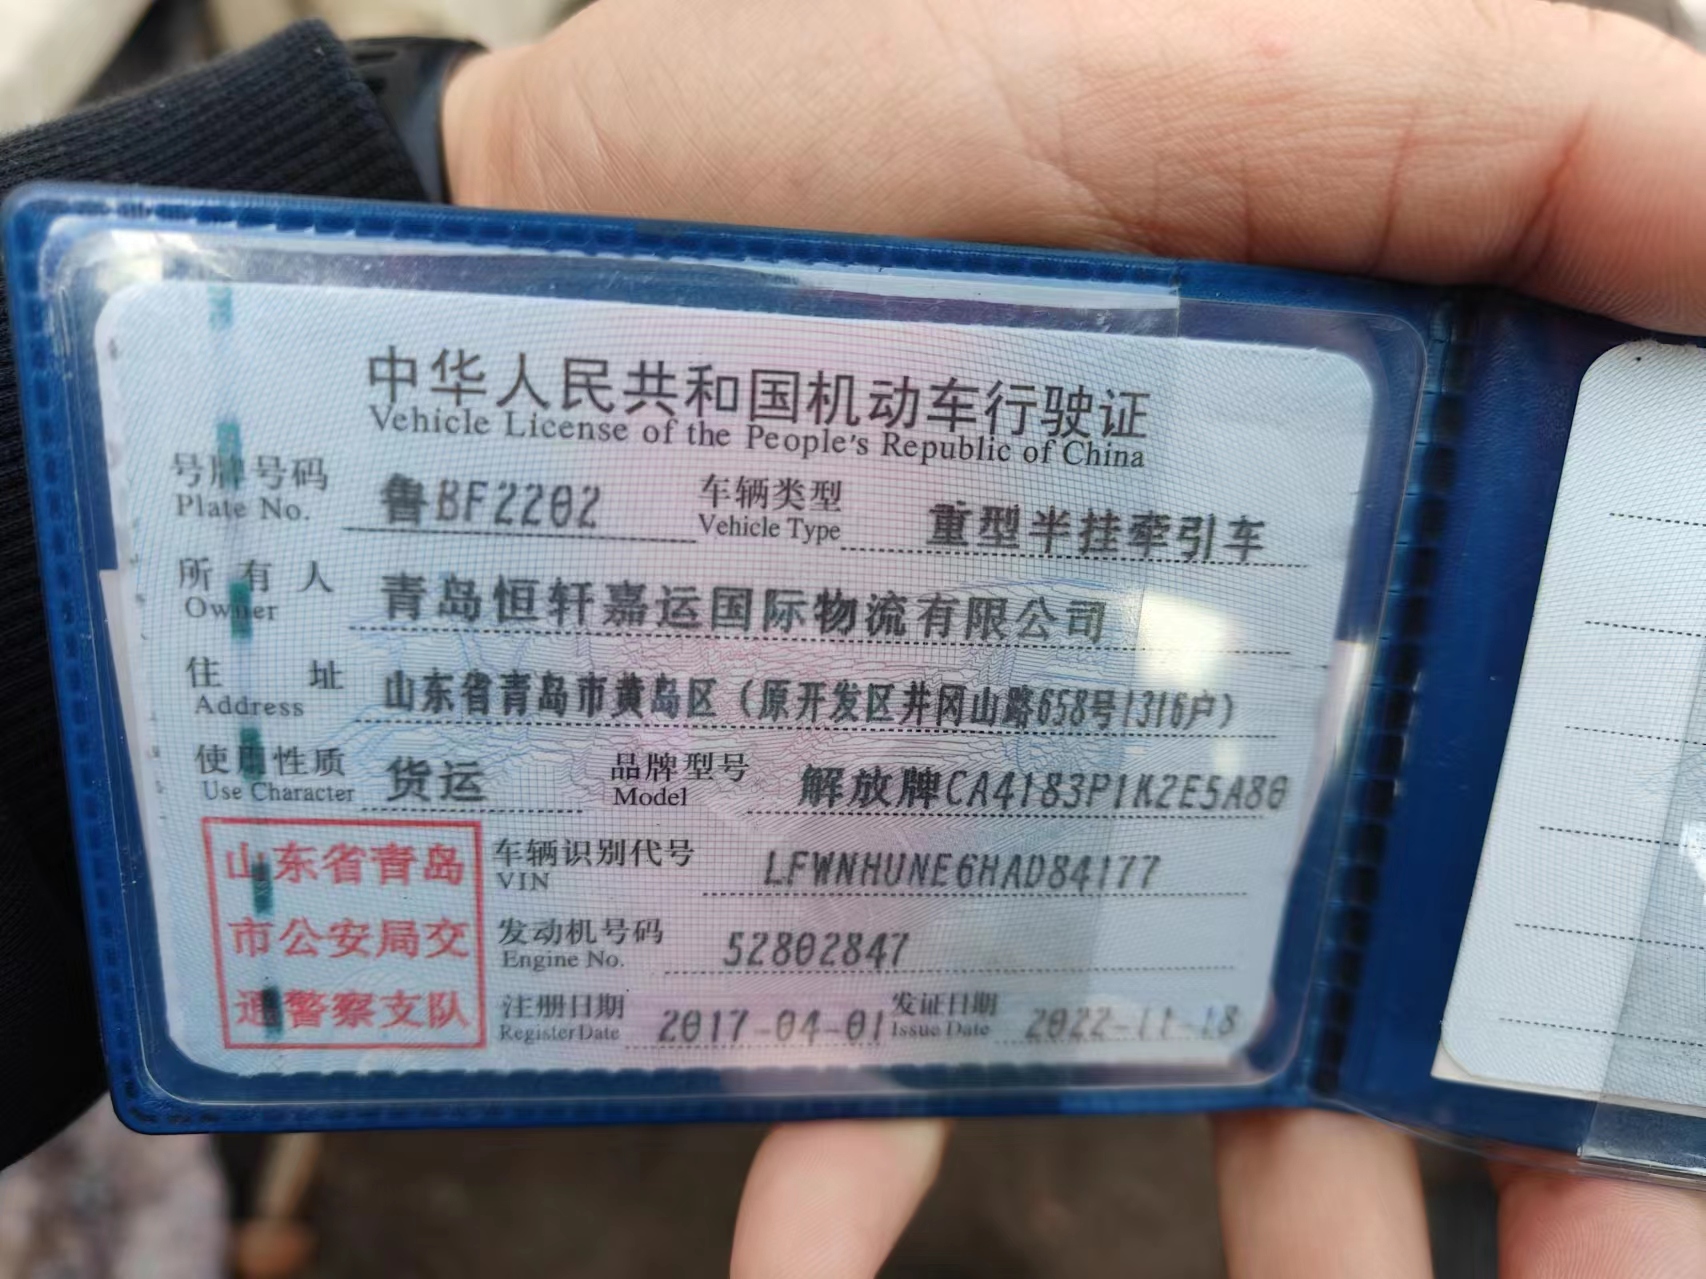 中华人民共和国机动车行驶证
Vehicle License of the People's Republic of China
号牌号码 鲁BF2202 车辆类型 重型半挂牵引车
Plate No. Vehicle Type
所有人 青岛恒轩嘉运国际物流有限公司
Owner
住址 山东省青岛市黄岛区（原开发区井冈山路658号1316户）
Address
使用性质 货运 品牌型号 解放牌CA4183P1K2E5A80
Use Character Model
山东省青岛
市公安局交
通警察支队
车辆识别代号 LFWNHUNE6HAD84177
VIN
发动机号码 52802847
Engine No.
注册日期 2017-04-01 发证日期 2022-11-18
Register Date Issue Date